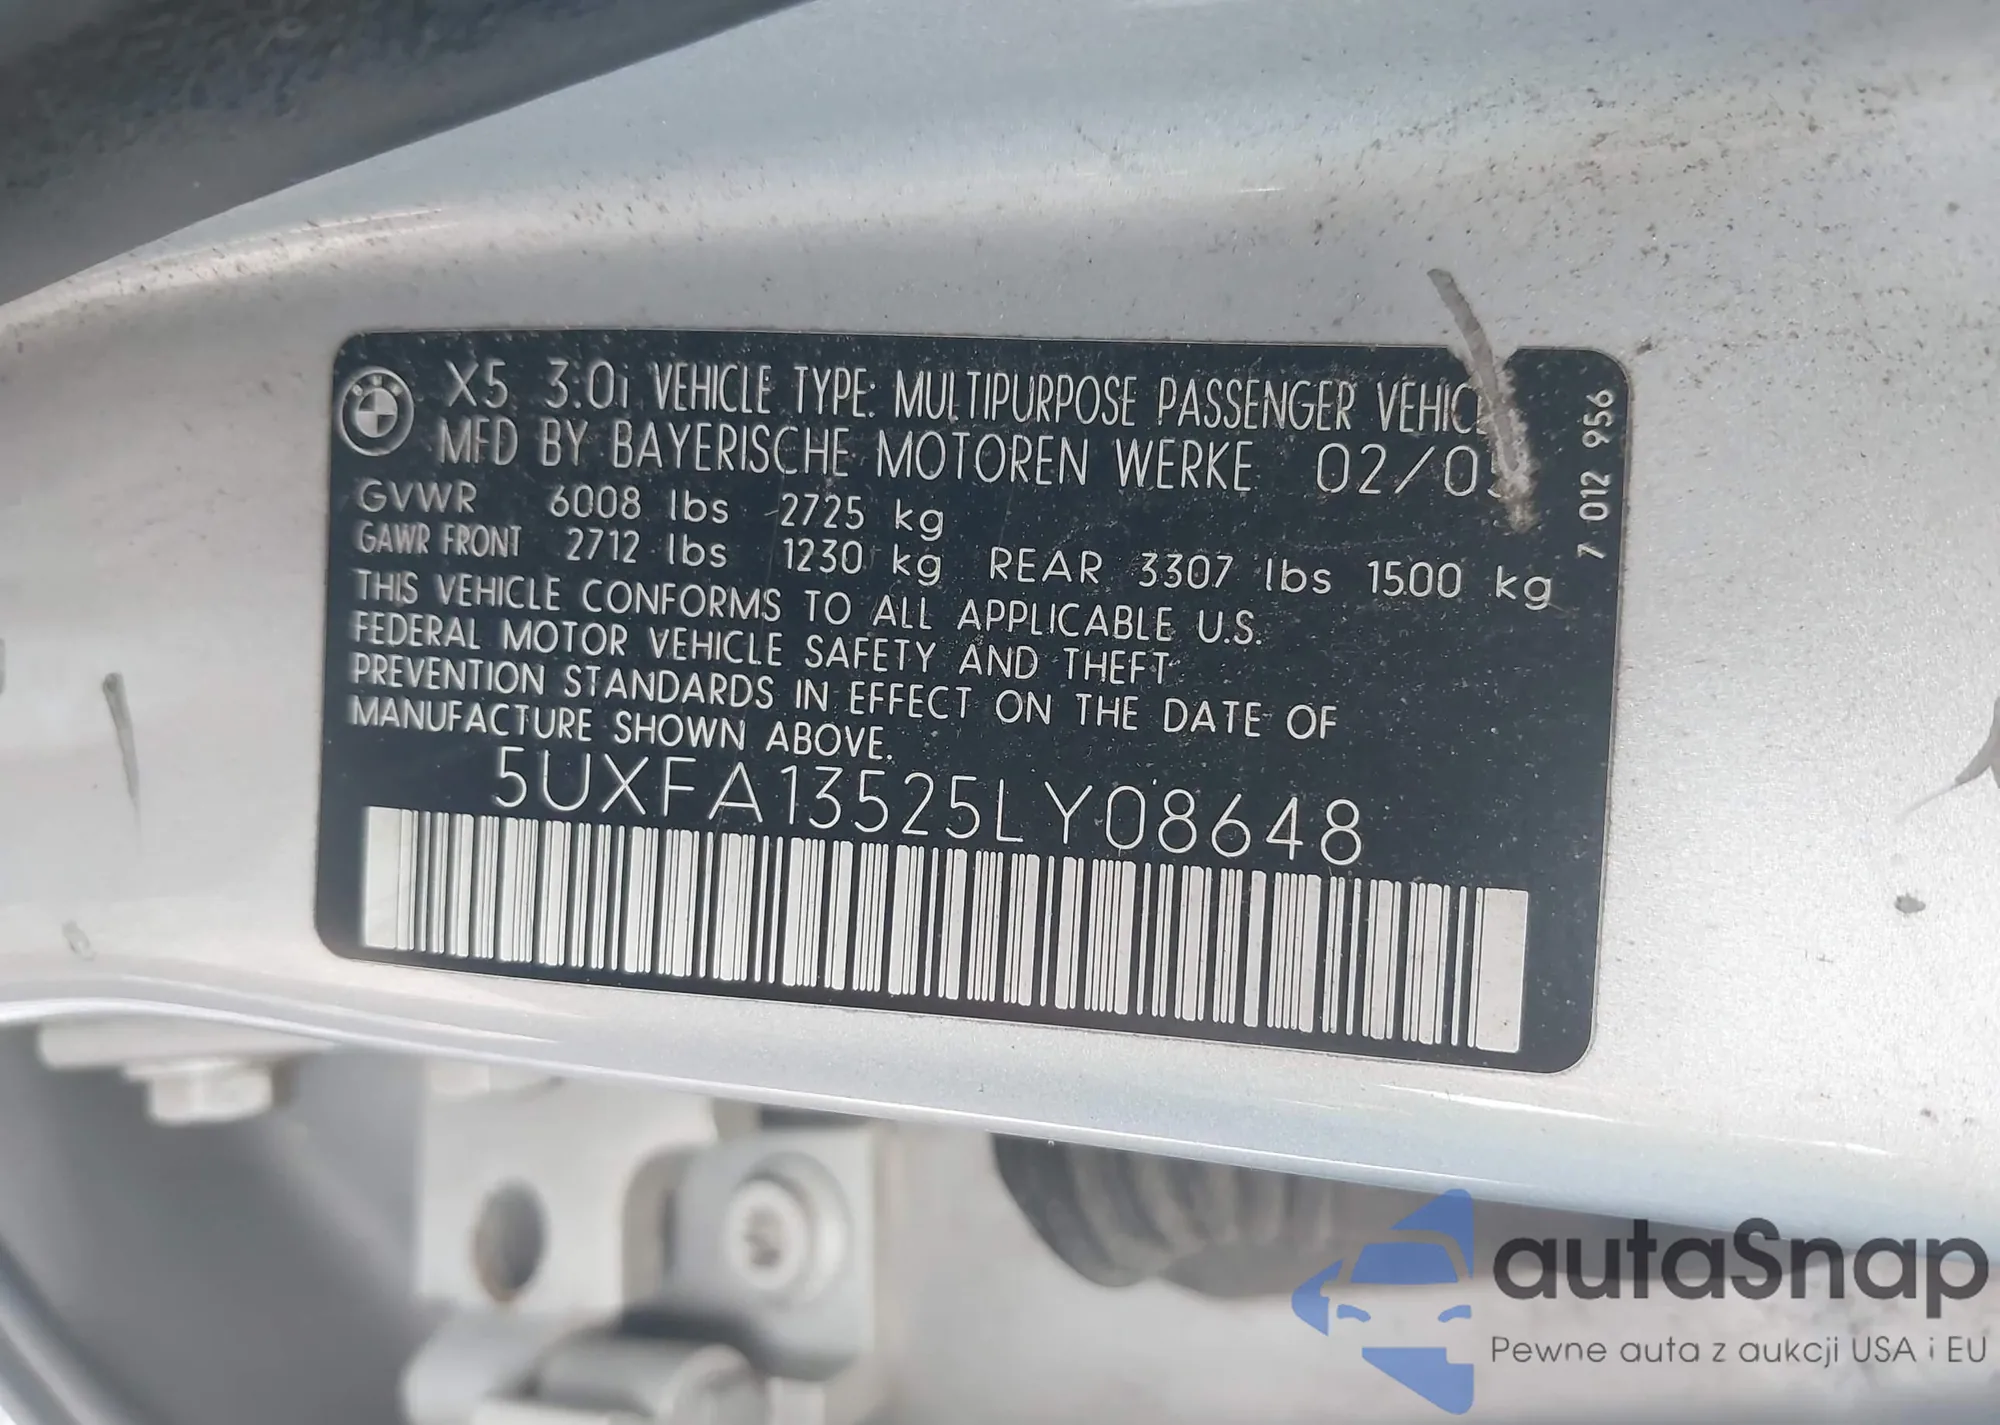 BMW
X5 3.0i VEHICLE TYPE: MULTIPURPOSE PASSENGER
MFD BY BAYERISCHE MOTOREN WERKE
GVWR 6008 lbs 2725 kg
GAWR FRONT 2712 lbs 1230 kg REAR 3307 lbs 1500 kg
THIS VEHICLE CONFORMS TO ALL APPLICABLE U.S.
FEDERAL MOTOR VEHICLE SAFETY AND THEFT
PREVENTION STANDARDS IN EFFECT ON THE DATE OF
MANUFACTURE SHOWN ABOVE.
5UXFA13525LY08648
7 012 956
autaSnap
Pewne auta z aukcji USA i EU